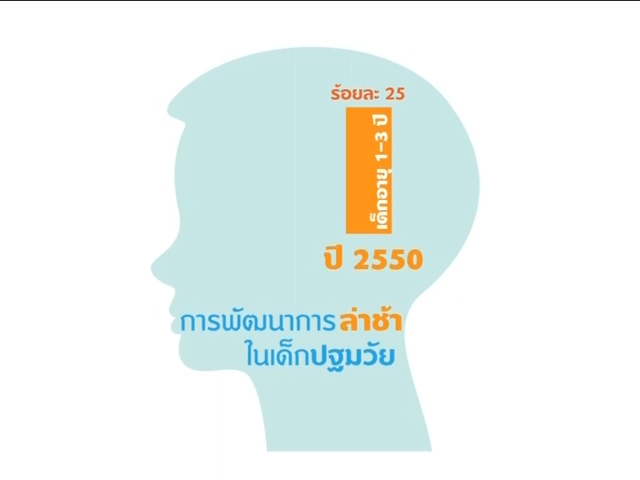 ร้อยละ 25
เด็กอายุ 1-3 ปี
ปี 2550
การพัฒนาการล่าช้า
ในเด็กปฐมวัย